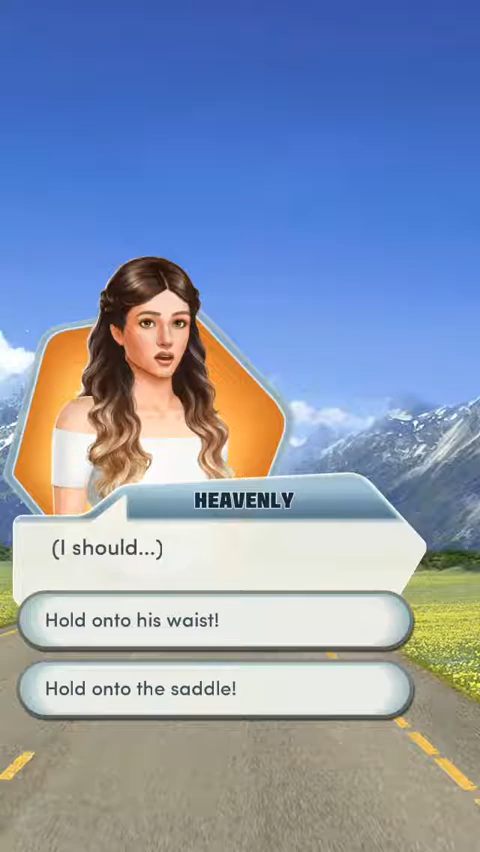 HEAVENLY
(I should...)
Hold onto his waist!
Hold onto the saddle!